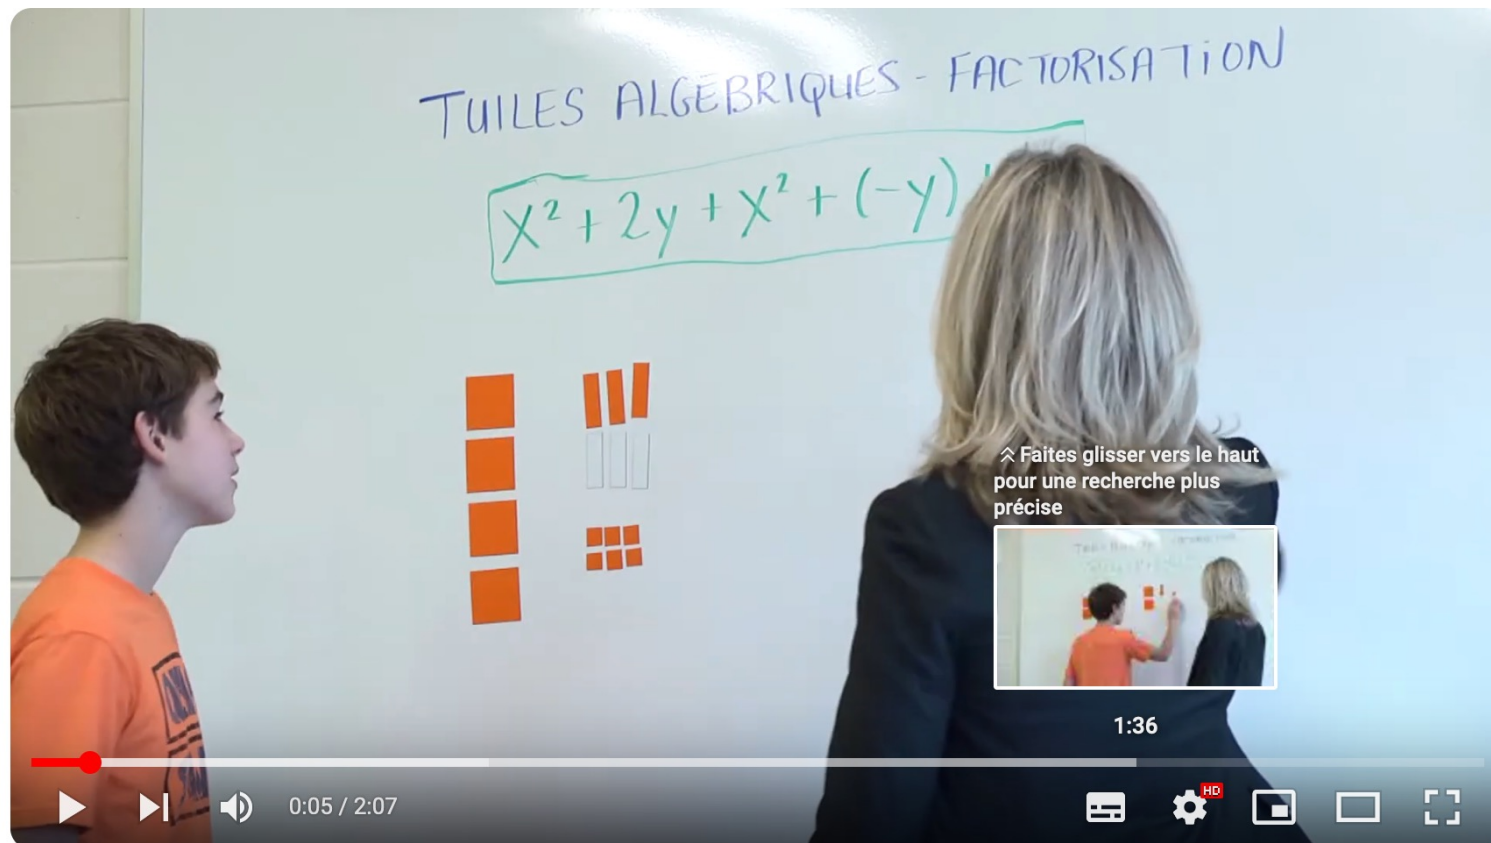 TUILES ALGÉBRIQUES - FACTORISATION
x² + 2y + x² + (-y)
Faites glisser vers le haut
pour une recherche plus
précise
1:36
HD
0:05 / 2:07